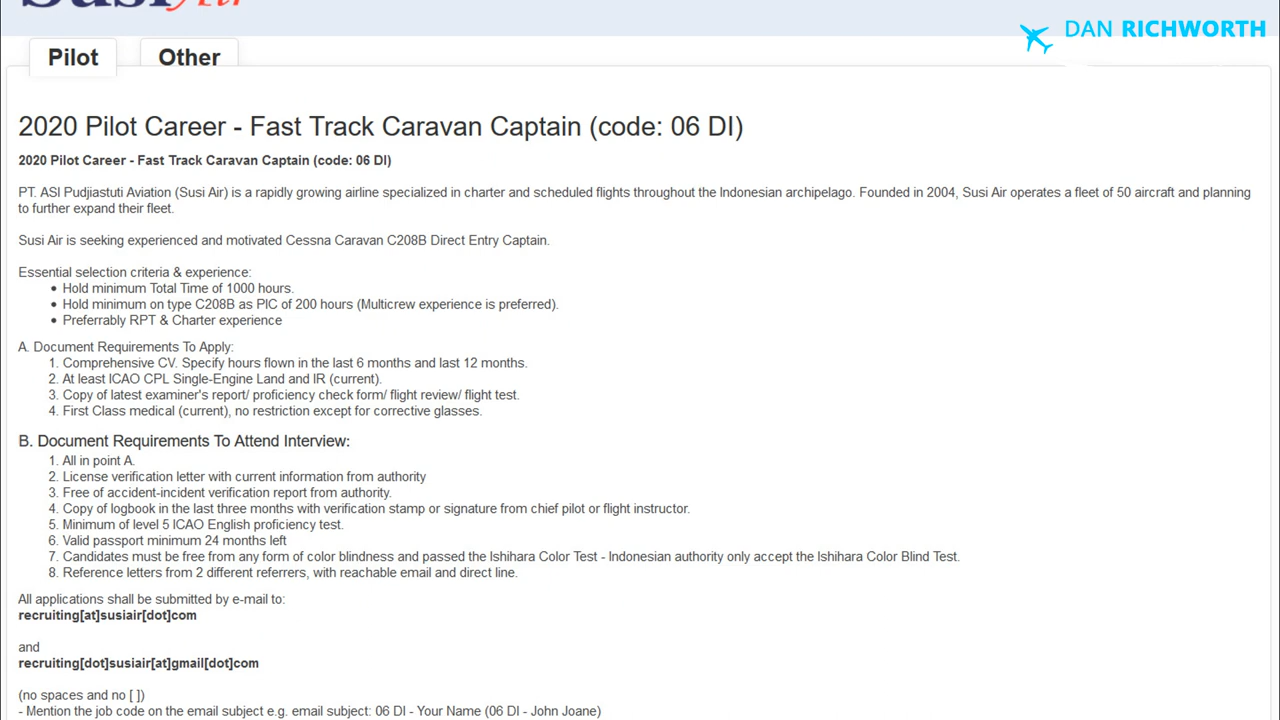 Susi Air
DAN RICHWORTH
Pilot
Other
2020 Pilot Career - Fast Track Caravan Captain (code: 06 DI)
2020 Pilot Career - Fast Track Caravan Captain (code: 06 DI)
PT. ASI Pudjiastuti Aviation (Susi Air) is a rapidly growing airline specialized in charter and scheduled flights throughout the Indonesian archipelago. Founded in 2004, Susi Air operates a fleet of 50 aircraft and planning
to further expand their fleet.
Susi Air is seeking experienced and motivated Cessna Caravan C208B Direct Entry Captain.
Essential selection criteria & experience:
• Hold minimum Total Time of 1000 hours.
• Hold minimum on type C208B as PIC of 200 hours (Multicrew experience is preferred).
• Preferrably RPT & Charter experience
A. Document Requirements To Apply:
1. Comprehensive CV. Specify hours flown in the last 6 months and last 12 months.
2. At least ICAO CPL Single-Engine Land and IR (current).
3. Copy of latest examiner's report/ proficiency check form/ flight review/ flight test.
4. First Class medical (current), no restriction except for corrective glasses.
B. Document Requirements To Attend Interview:
1. All in point A.
2. License verification letter with current information from authority
3. Free of accident-incident verification report from authority.
4. Copy of logbook in the last three months with verification stamp or signature from chief pilot or flight instructor.
5. Minimum of level 5 ICAO English proficiency test.
6. Valid passport minimum 24 months left
7. Candidates must be free from any form of color blindness and passed the Ishihara Color Test - Indonesian authority only accept the Ishihara Color Blind Test.
8. Reference letters from 2 different referrers, with reachable email and direct line.
All applications shall be submitted by e-mail to:
recruiting[at]susiair[dot]com
and
recruiting[dot]susiair[at]gmail[dot]com
(no spaces and no [ ])
- Mention the job code on the email subject e.g. email subject: 06 DI - Your Name (06 DI - John Joane)